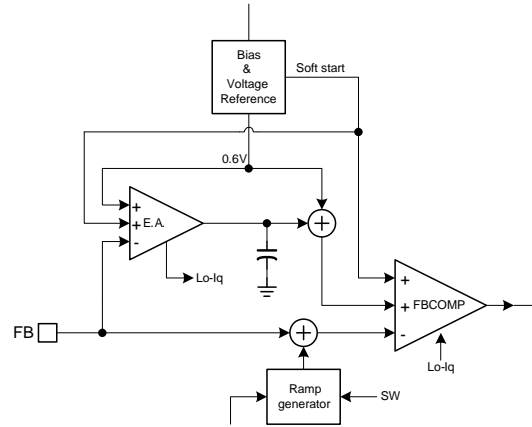 Bias
&
Voltage
Reference
Soft start
0.6V
+
+
-
E.A.
+
Lo-Iq
+
+
-
FBCOMP
FB
+
Lo-Iq
Ramp
generator
SW